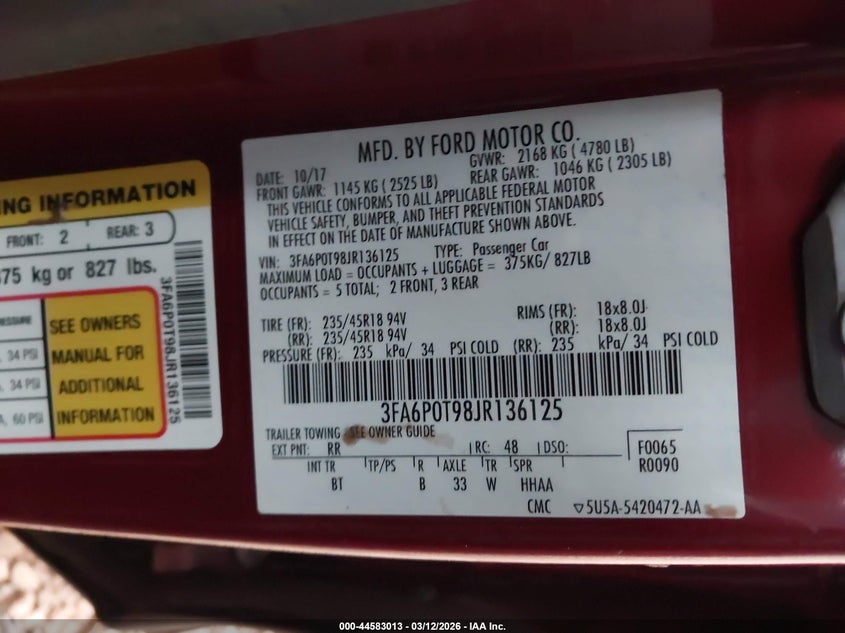 MFD. BY FORD MOTOR CO.
DATE: 10/17 GVWR: 2168 KG ( 4780 LB)
FRONT GAWR: 1145 KG ( 2525 LB) REAR GAWR: 1046 KG ( 2305 LB)
THIS VEHICLE CONFORMS TO ALL APPLICABLE FEDERAL MOTOR
VEHICLE SAFETY, BUMPER, AND THEFT PREVENTION STANDARDS
IN EFFECT ON THE DATE OF MANUFACTURE SHOWN ABOVE.
VIN: 3FA6P0T98JR136125 TYPE: Passenger Car
MAXIMUM LOAD = OCCUPANTS + LUGGAGE = 375KG/ 827LB
OCCUPANTS = 5 TOTAL; 2 FRONT, 3 REAR
TIRE (FR): 235/45R18 94V RIMS (FR): 18x8.0J
(RR): 235/45R18 94V (RR): 18x8.0J
PRESSURE (FR): 235 kPa/ 34 PSI COLD (RR): 235 kPa/ 34 PSI COLD
3FA6P0T98JR136125
TRAILER TOWING - SEE OWNER GUIDE
EXT PNT: RR RC: 48 DSO: F0065
R0090
INT TR TP/PS R AXLE TR SPR
BT B 33 W HHAA
CMC ▽5U5A-5420472-AA
NG INFORMATION
FRONT: 2 REAR: 3
375 kg or 827 lbs.
SEE OWNERS
MANUAL FOR
ADDITIONAL
INFORMATION
34 PSI
34 PSI
60 PSI
3FA6P0T98JR136125
000-44583013 - 03/12/2026 - IAA Inc.